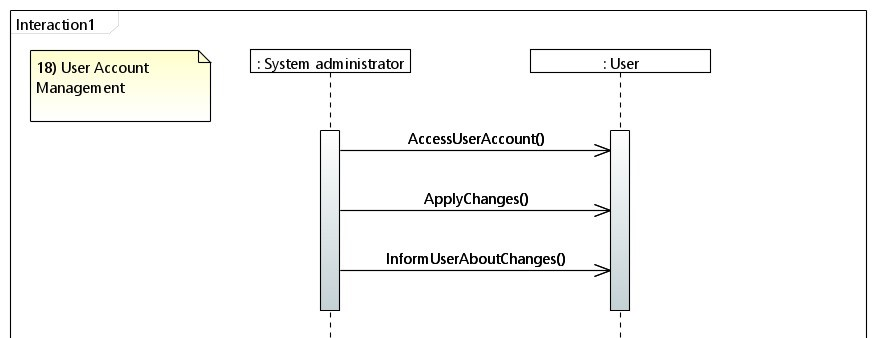 Interaction1
18) User Account
Management
: System administrator
: User
AccessUserAccount()
ApplyChanges()
InformUserAboutChanges()